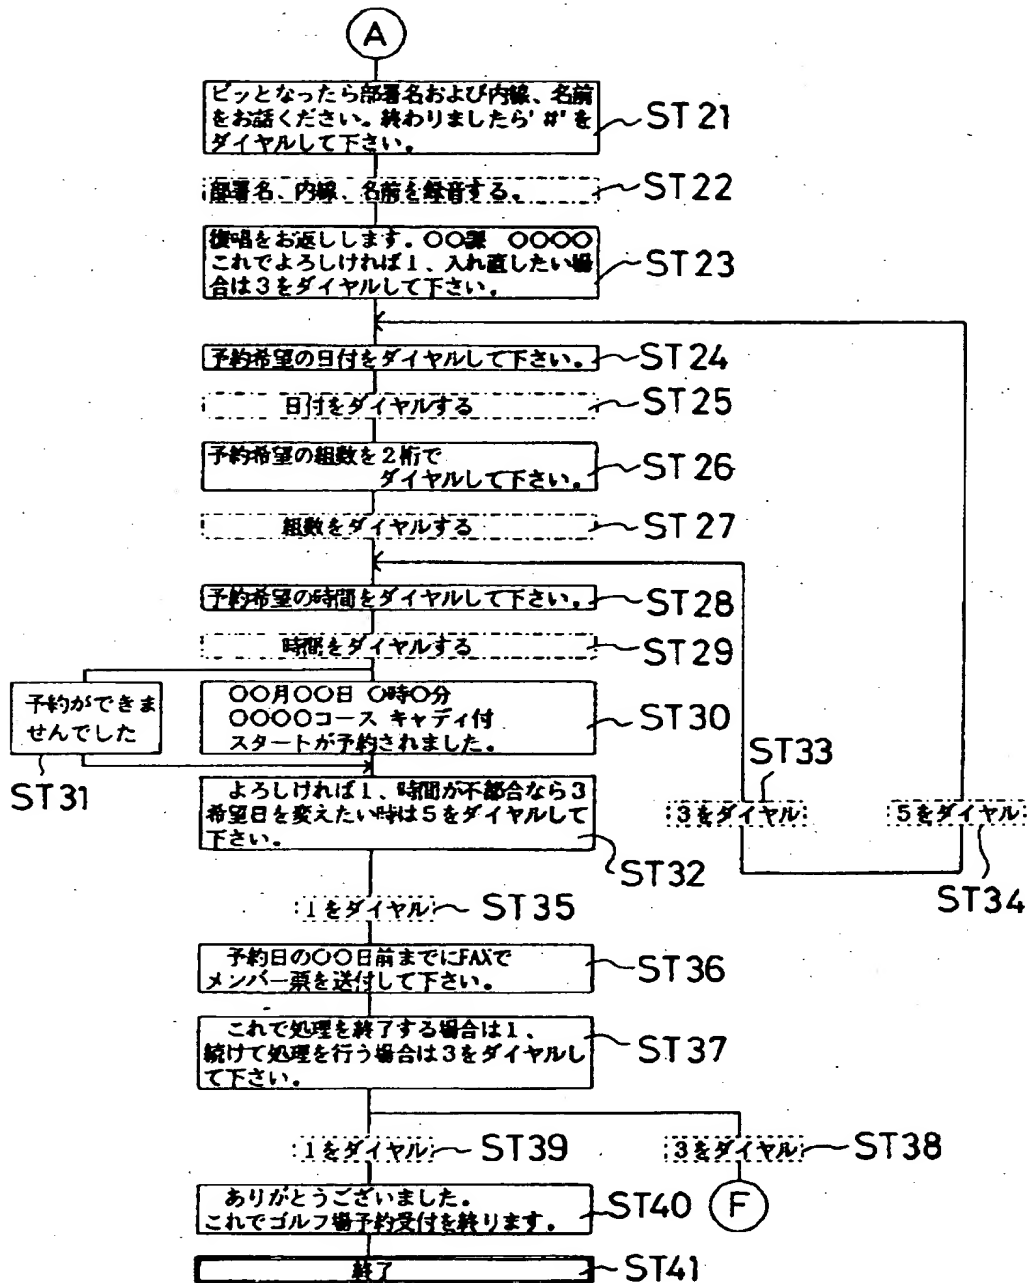 A
ピッとなったら部署名および内線、名前
をお話ください。終わりましたら'#'を
ダイヤルして下さい。
ST21
部署名、内線、名前を録音する。
ST22
復唱をお返しします。〇〇課 〇〇〇〇
これでよろしければ1、入れ直したい場
合は3をダイヤルして下さい。
ST23
予約希望の日付をダイヤルして下さい。
ST24
日付をダイヤルする
ST25
予約希望の組数を2桁で
ダイヤルして下さい。
ST26
組数をダイヤルする
ST27
予約希望の時間をダイヤルして下さい。
ST28
時間をダイヤルする
ST29
〇〇月〇〇日 〇時〇分
〇〇〇〇コース キャディ付
スタートが予約されました。
ST30
予約ができま
せんでした
ST31
よろしければ1、時間が不都合なら3
希望日を変えたい時は5をダイヤルして
下さい。
ST32
3をダイヤル
ST33
5をダイヤル
ST34
1をダイヤル
ST35
予約日の〇〇日前までにFAXで
メンバー票を送付して下さい。
ST36
これで処理を終了する場合は1、
続けて処理を行う場合は3をダイヤルし
て下さい。
ST37
1をダイヤル
ST39
3をダイヤル
ST38
F
ありがとうございました。
これでゴルフ場予約受付を終ります。
ST40
終了
ST41